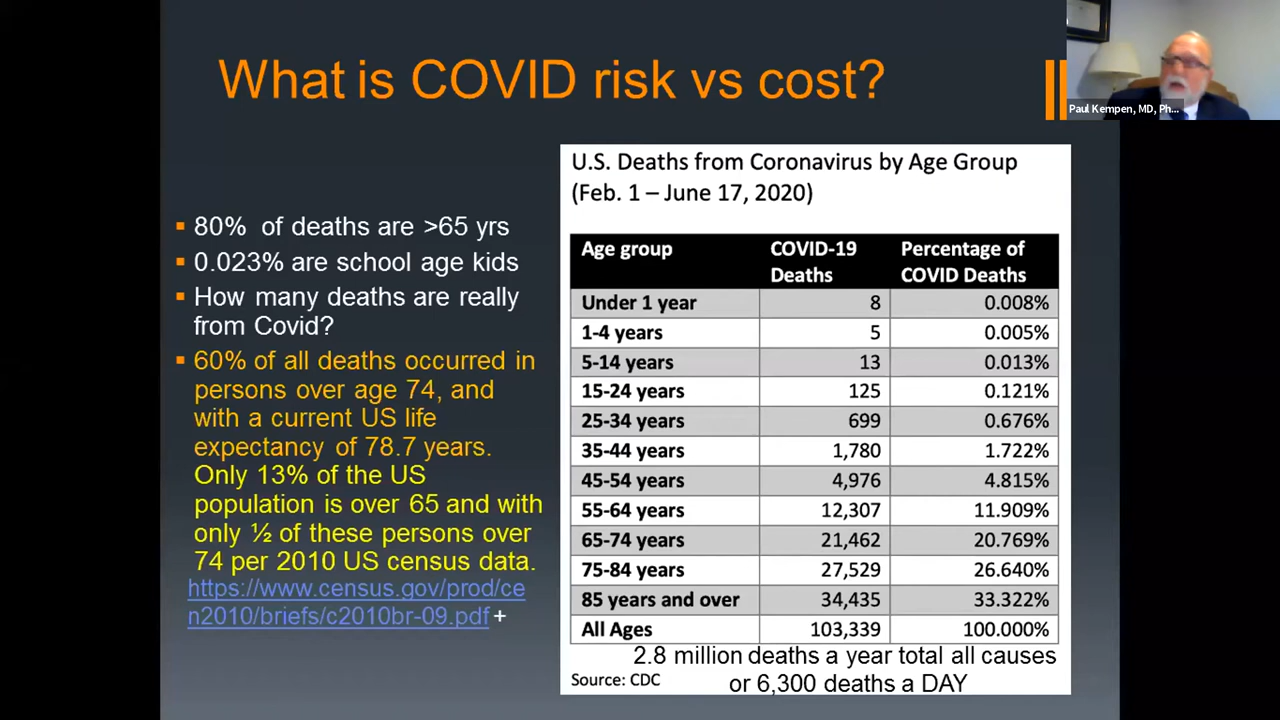 What is COVID risk vs cost?
Paul Kempen, MD, Ph...
80% of deaths are >65 yrs
0.023% are school age kids
How many deaths are really
from Covid?
60% of all deaths occurred in
persons over age 74, and
with a current US life
expectancy of 78.7 years.
Only 13% of the US
population is over 65 and with
only ½ of these persons over
74 per 2010 US census data.
https://www.census.gov/prod/ce
n2010/briefs/c2010br-09.pdf +
U.S. Deaths from Coronavirus by Age Group
(Feb. 1 – June 17, 2020)
Age group COVID-19 Percentage of
Deaths COVID Deaths
Under 1 year 8 0.008%
1-4 years 5 0.005%
5-14 years 13 0.013%
15-24 years 125 0.121%
25-34 years 699 0.676%
35-44 years 1,780 1.722%
45-54 years 4,976 4.815%
55-64 years 12,307 11.909%
65-74 years 21,462 20.769%
75-84 years 27,529 26.640%
85 years and over 34,435 33.322%
All Ages 103,339 100.000%
2.8 million deaths a year total all causes
Source: CDC or 6,300 deaths a DAY